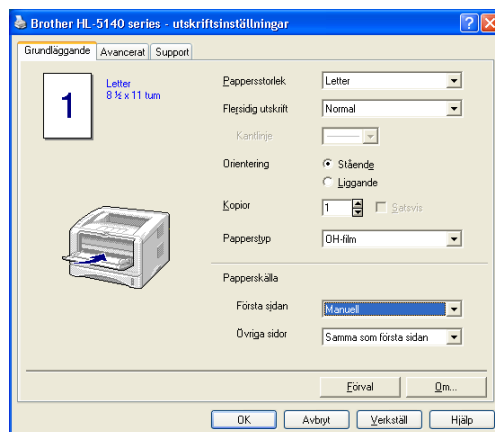 Brother HL-5140 series - utskriftsinställningar
Grundläggande Avancerat Support
1
Letter
8 ½ x 11 tum
Pappersstorlek Letter
Flersidig utskrift Normal
Kantlinje
Orientering Stående
Liggande
Kopior 1 Satsvis
Papperstyp OH-film
Papperskälla
Första sidan Manuell
Övriga sidor Samma som första sidan
Förval Om...
OK Avbryt Verkställ Hjälp